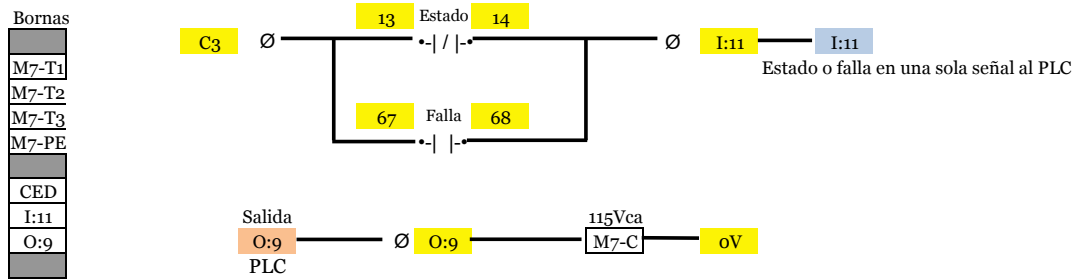 Bornas
M7-T1
M7-T2
M7-T3
M7-PE
CED
I:11
O:9
13 Estado 14
C3 Ø •-| / |-• Ø I:11 I:11
Estado o falla en una sola señal al PLC
67 Falla 68
•-| |-•
Salida 115Vca
O:9 Ø O:9 M7-C 0V
PLC